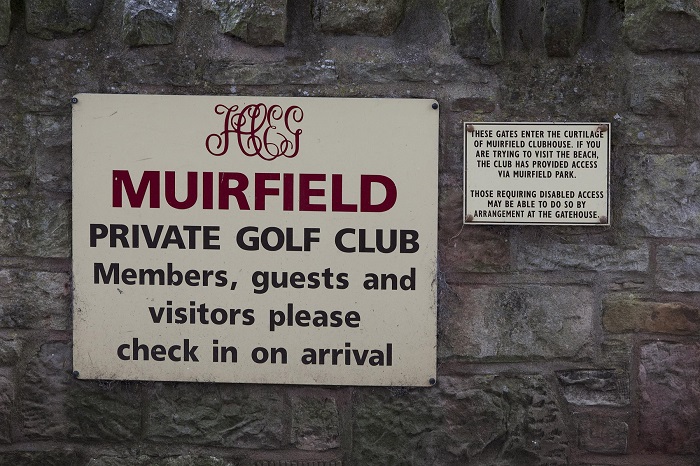 HCEG
MUIRFIELD
PRIVATE GOLF CLUB
Members, guests and
visitors please
check in on arrival
THESE GATES ENTER THE CURTILAGE
OF MUIRFIELD CLUBHOUSE. IF YOU
ARE TRYING TO VISIT THE BEACH,
THE CLUB HAS PROVIDED ACCESS
VIA MUIRFIELD PARK.
THOSE REQUIRING DISABLED ACCESS
MAY BE ABLE TO DO SO BY
ARRANGEMENT AT THE GATEHOUSE.